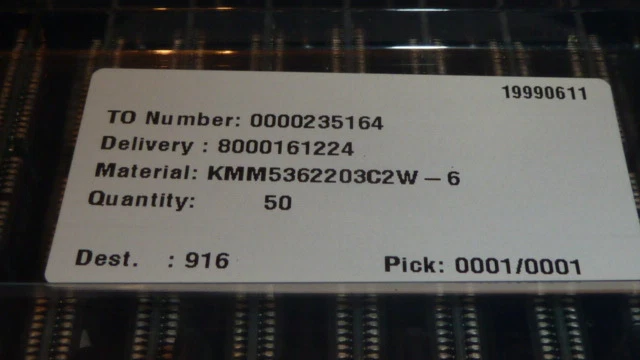 19990611
TO Number: 0000235164
Delivery : 8000161224
Material: KMM5362203C2W – 6
Quantity: 50
Dest. : 916 Pick: 0001/0001